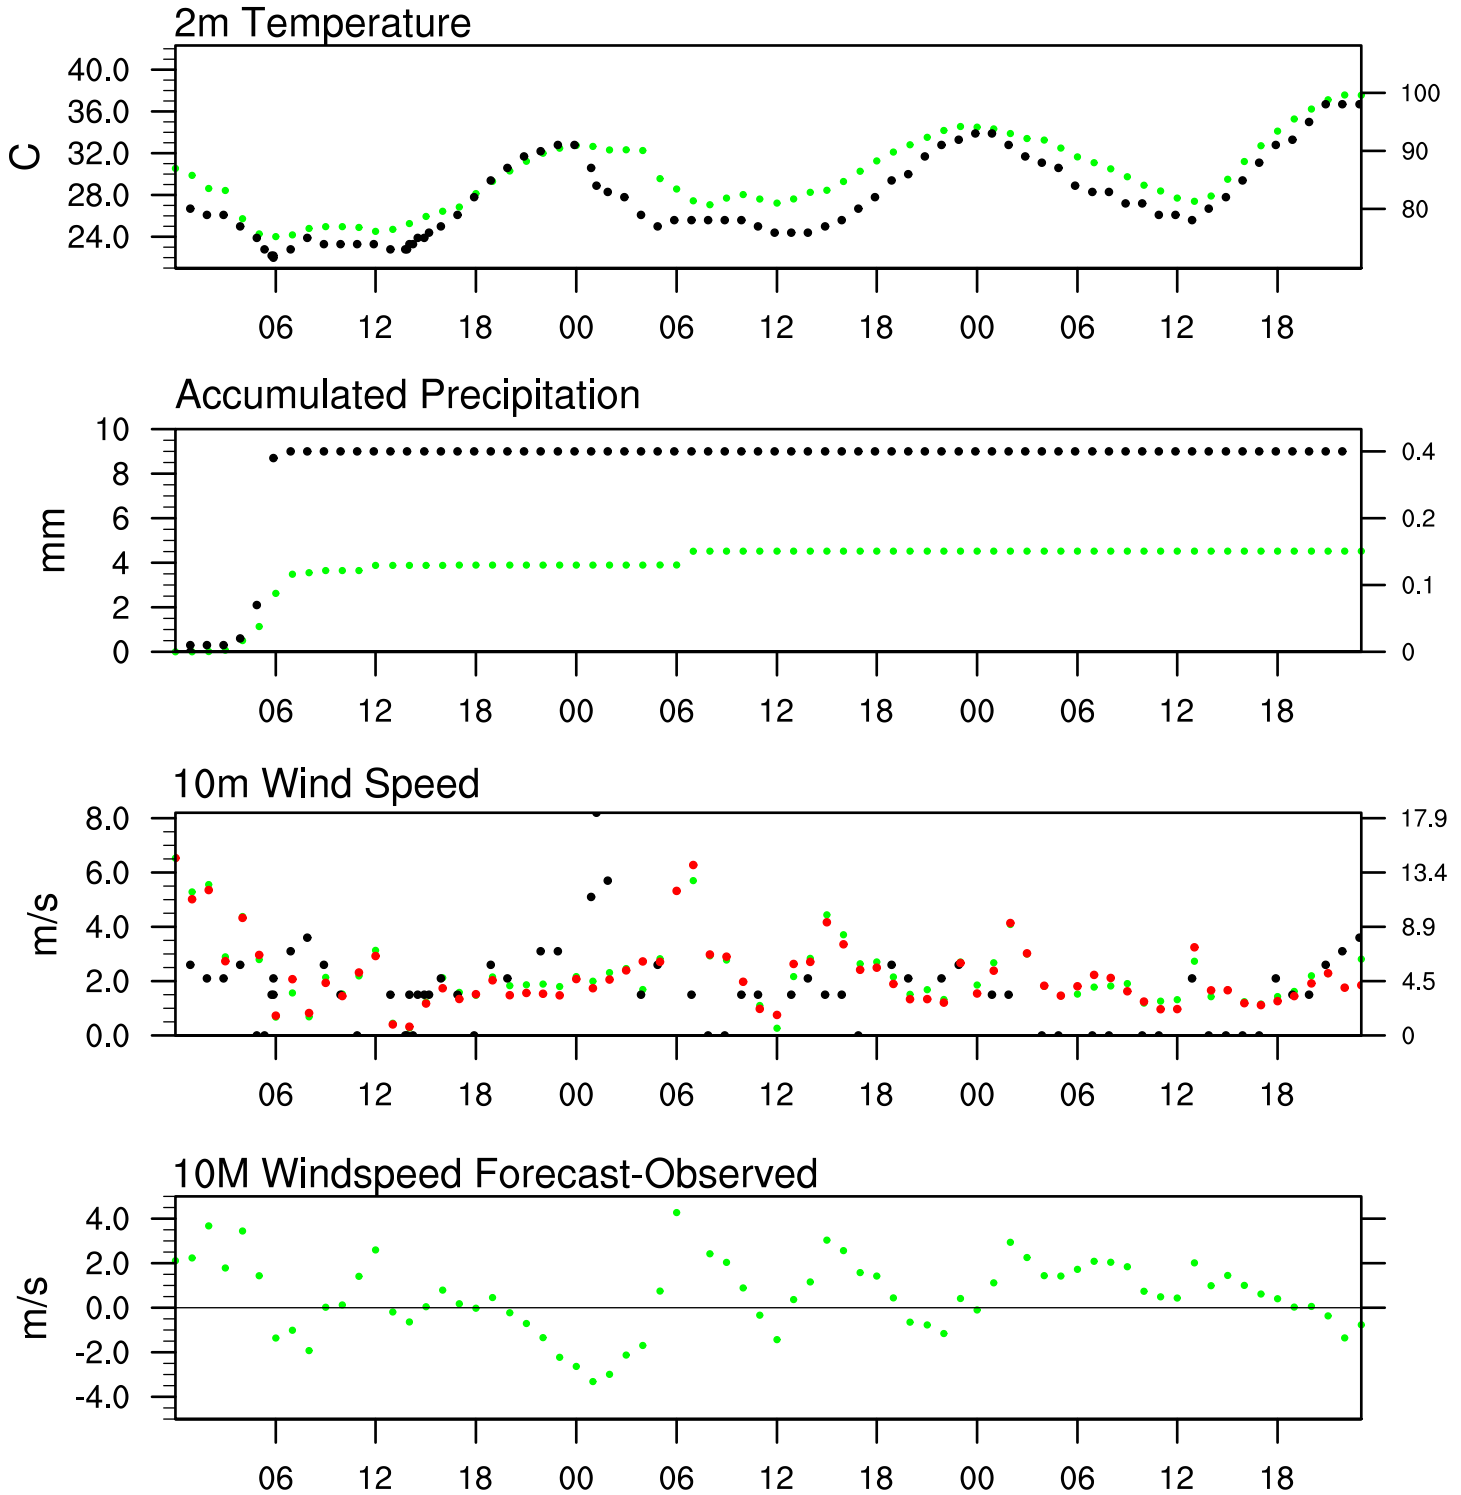 2m Temperature
40.0
36.0
32.0
28.0
24.0
C
100
90
80
06 12 18 00 06 12 18 00 06 12 18
Accumulated Precipitation
10
8
6
4
2
0
mm
0.4
0.2
0.1
0
06 12 18 00 06 12 18 00 06 12 18
10m Wind Speed
8.0
6.0
4.0
2.0
0.0
m/s
17.9
13.4
8.9
4.5
0
06 12 18 00 06 12 18 00 06 12 18
10M Windspeed Forecast-Observed
4.0
2.0
0.0
-2.0
-4.0
m/s
06 12 18 00 06 12 18 00 06 12 18